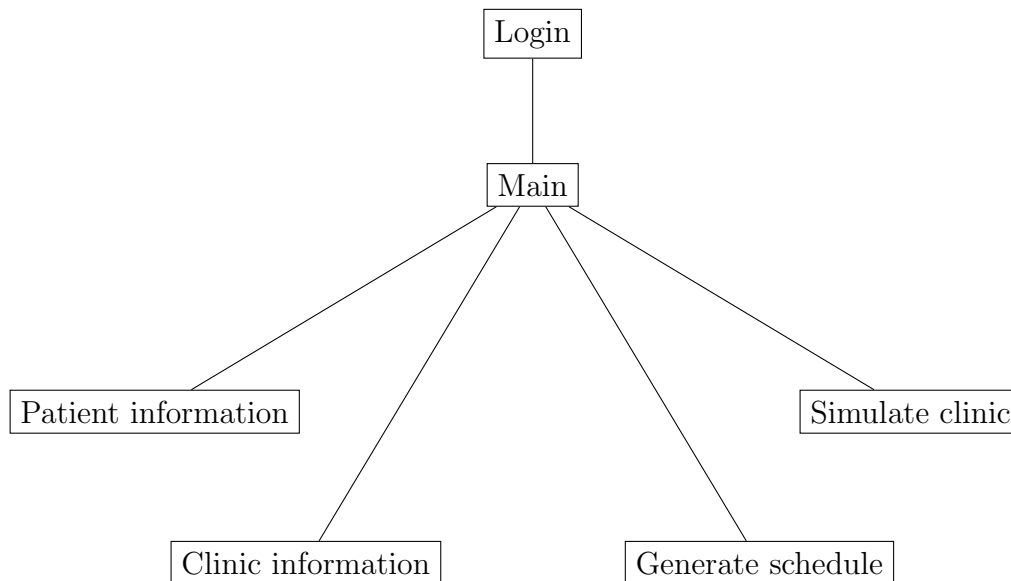 Login
Main
Patient information
Simulate clinic
Clinic information
Generate schedule